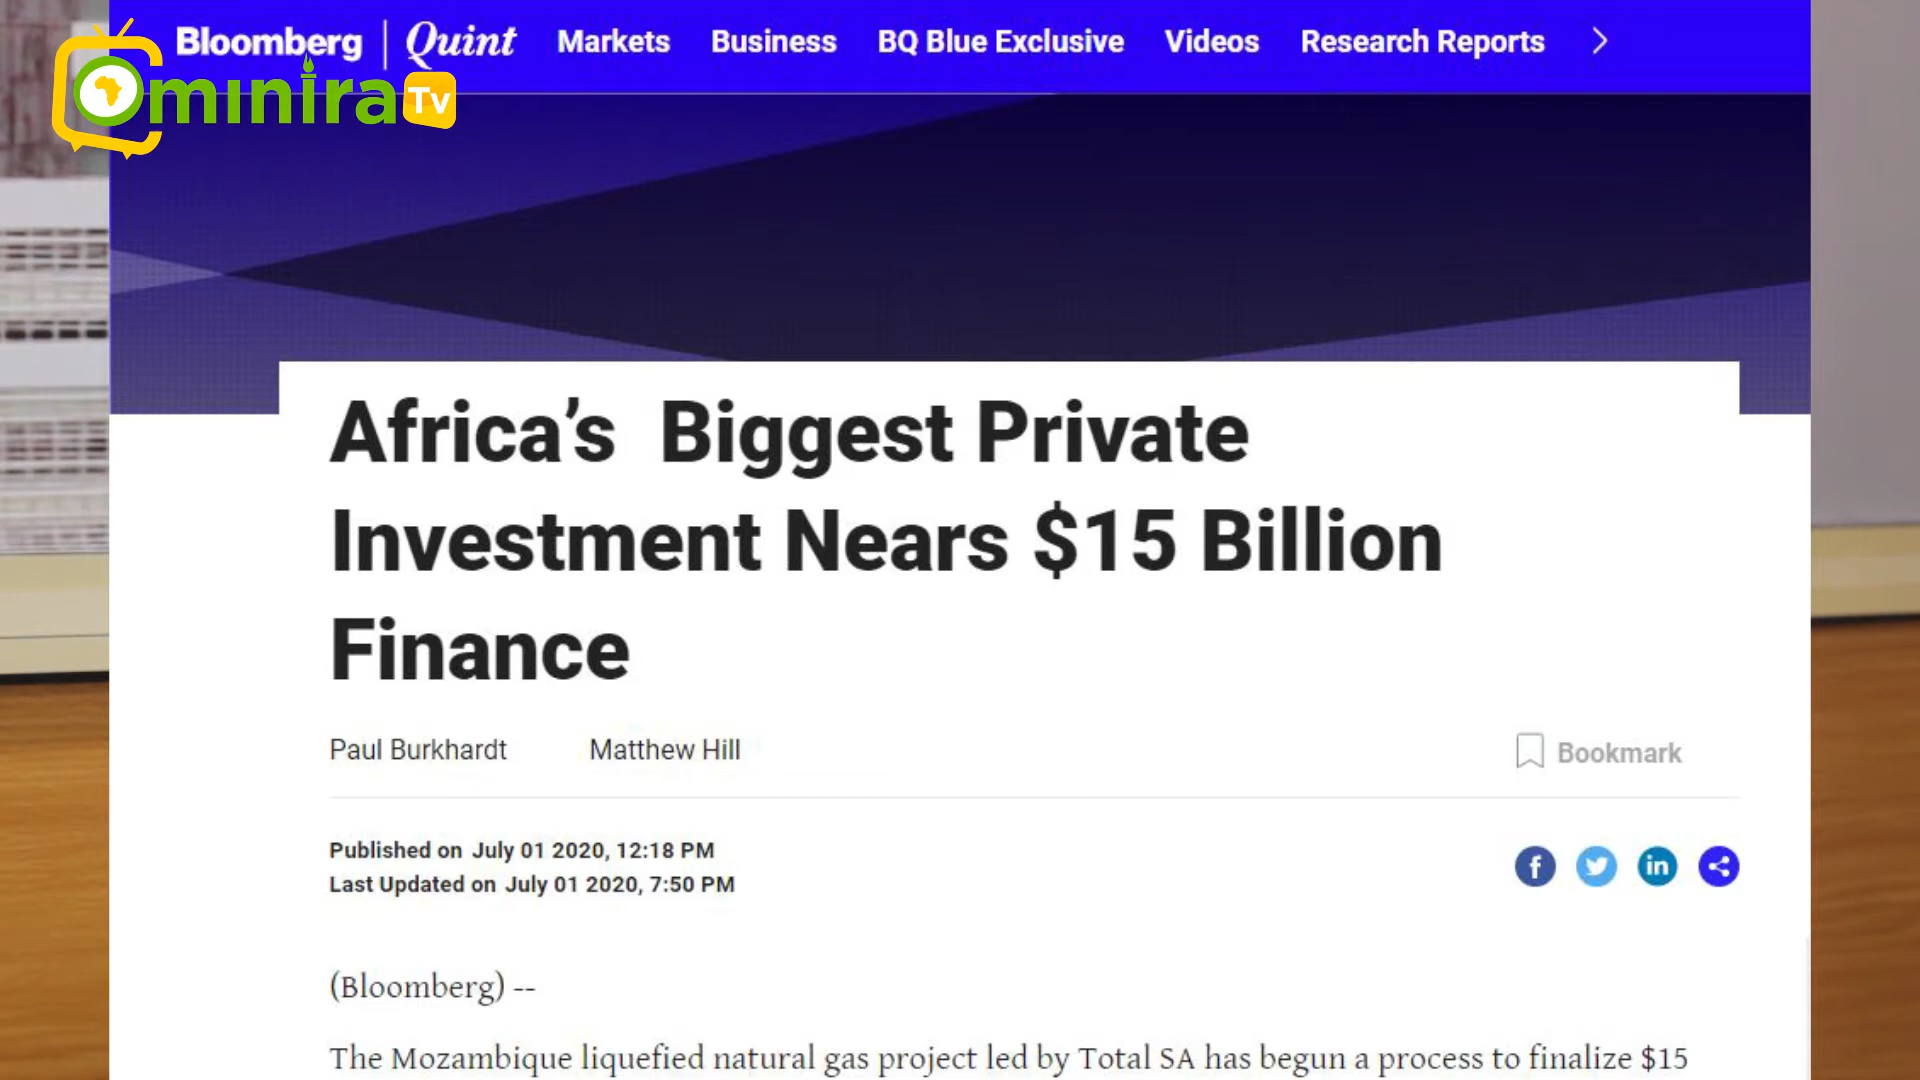 Bloomberg | Quint Markets Business BQ Blue Exclusive Videos Research Reports
Ominira Tv
Africa’s Biggest Private
Investment Nears $15 Billion
Finance
Paul Burkhardt Matthew Hill
Bookmark
Published on July 01 2020, 12:18 PM
Last Updated on July 01 2020, 7:50 PM
(Bloomberg) --
The Mozambique liquefied natural gas project led by Total SA has begun a process to finalize $15